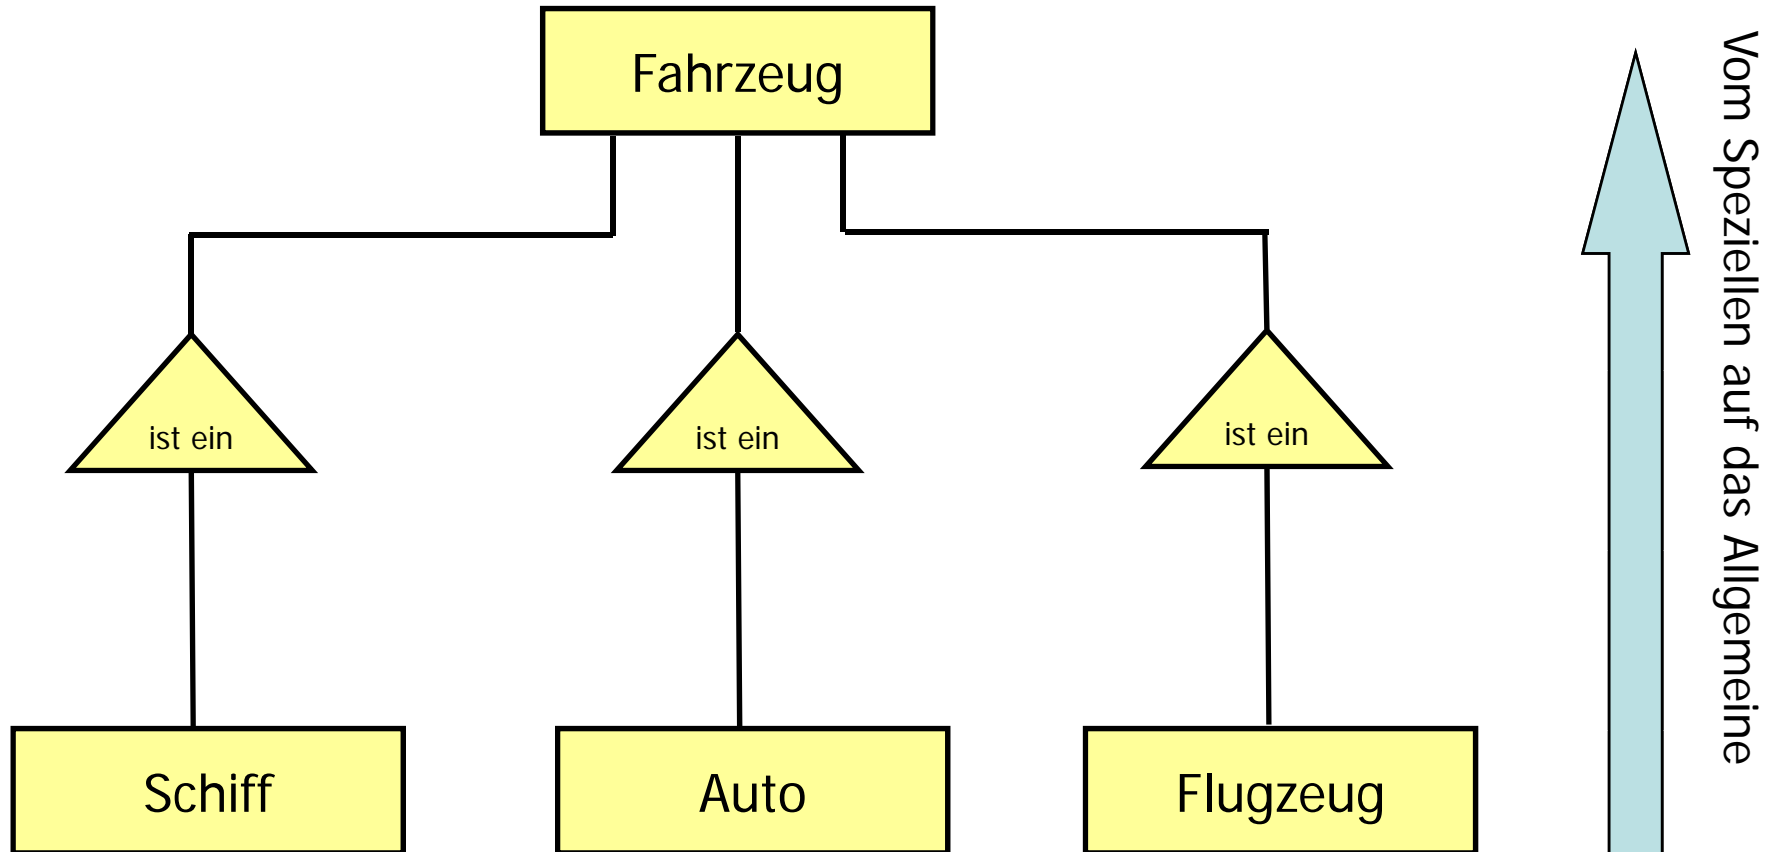 Fahrzeug
ist ein
ist ein
ist ein
Schiff
Auto
Flugzeug
Vom Speziellen auf das Allgemeine